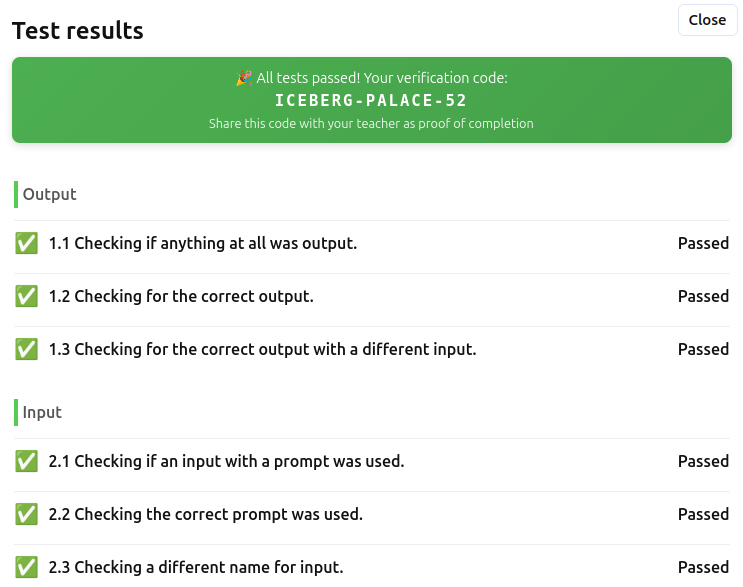 Test results
Close
🎉 All tests passed! Your verification code:
ICEBERG-PALACE-52
Share this code with your teacher as proof of completion
Output
✅ 1.1 Checking if anything at all was output. Passed
✅ 1.2 Checking for the correct output. Passed
✅ 1.3 Checking for the correct output with a different input. Passed
Input
✅ 2.1 Checking if an input with a prompt was used. Passed
✅ 2.2 Checking the correct prompt was used. Passed
✅ 2.3 Checking a different name for input. Passed